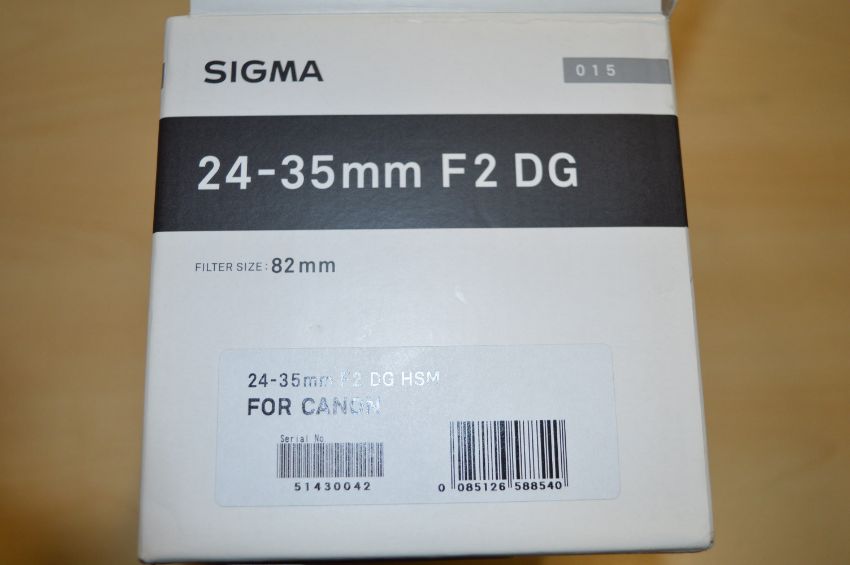 SIGMA
015
24-35mm F2 DG
FILTER SIZE: 82mm
24-35mm F2 DG HSM
FOR CANON
Serial No.
51430042
0 085126 588540